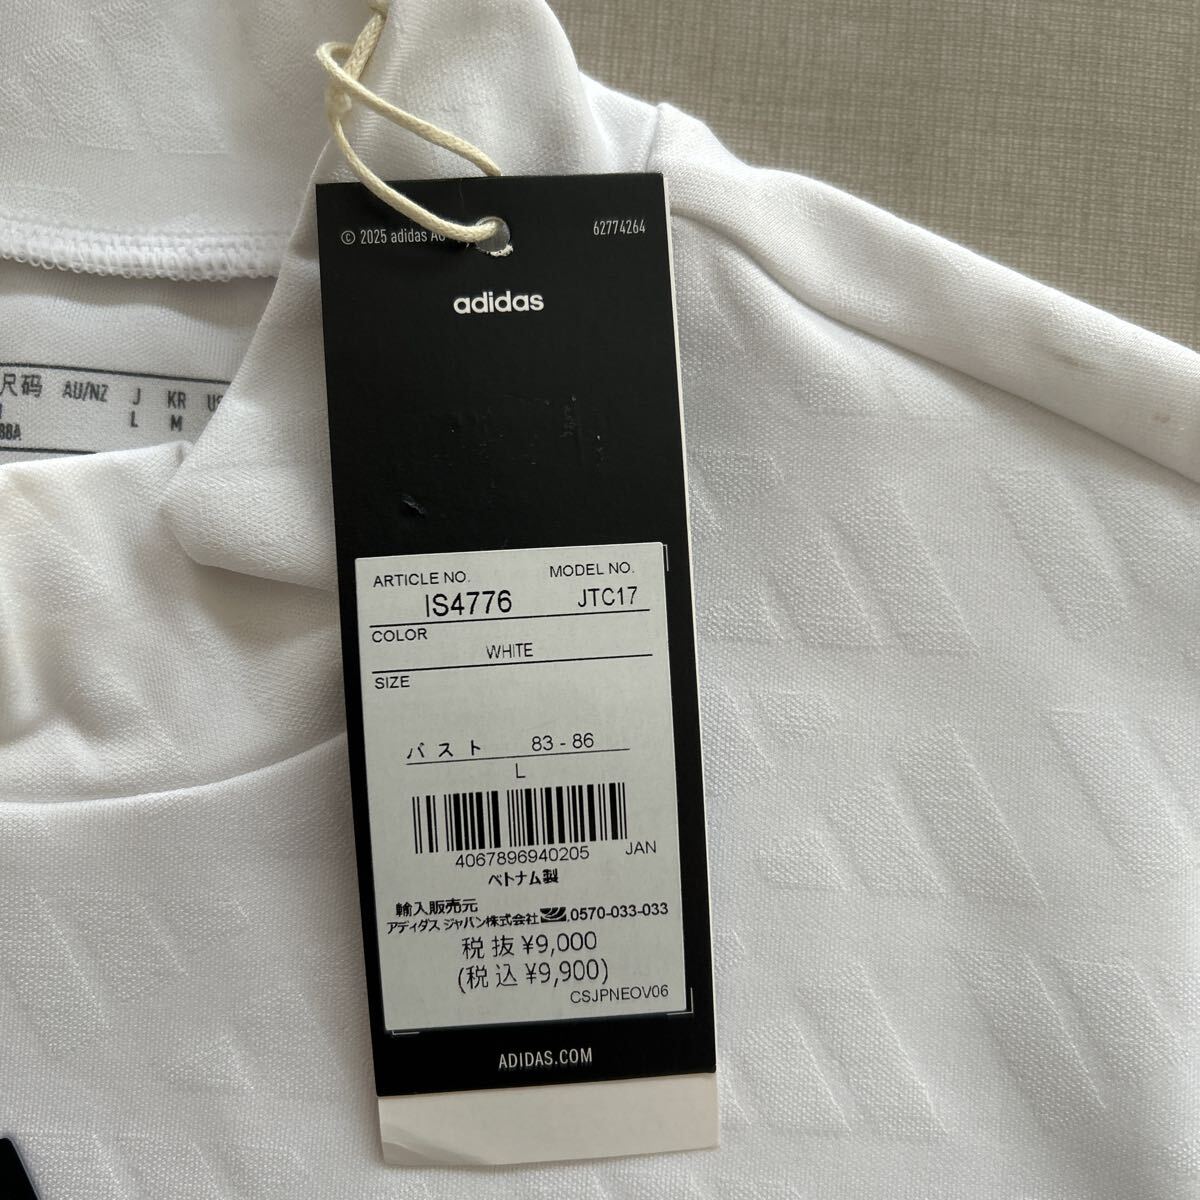 © 2025 adidas
62774264
adidas
尺码 AU/NZ J KR
L M
88A
ARTICLE NO. MODEL NO.
IS4776 JTC17
COLOR
WHITE
SIZE
バスト 83 - 86
L
4067896940205 JAN
ベトナム製
輸入販売元
アディダス ジャパン株式会社 0570-033-033
税抜 ¥9,000
(税込 ¥9,900)
CSJPNEOV06
ADIDAS.COM